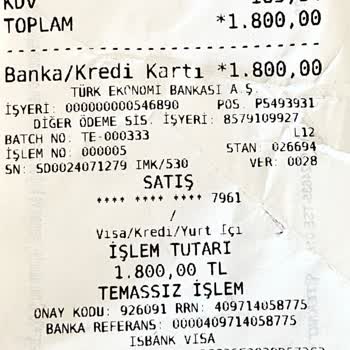 KDV
TOPLAM *1.800,00
Banka/Kredi Kartı *1.800,00
TÜRK EKONOMİ BANKASI A.Ş.
İŞYERİ: 000000000546890 POS: P5493931
DİĞER ÖDEME SİS. İŞYERİ: 8579109927
BATCH NO: TE-000333 L12
İŞLEM NO: 000005 STAN: 026694
SN: SD0024071279 IMK/530 VER: 0028
SATIŞ
**** **** **** 7961
/
Visa/Kredi/Yurt İçi
İŞLEM TUTARI
1.800,00 TL
TEMASSIZ İŞLEM
ONAY KODU: 926091 RRN: 409714058775
BANKA REFERANS: 0000409714058775
ISBANK VISA